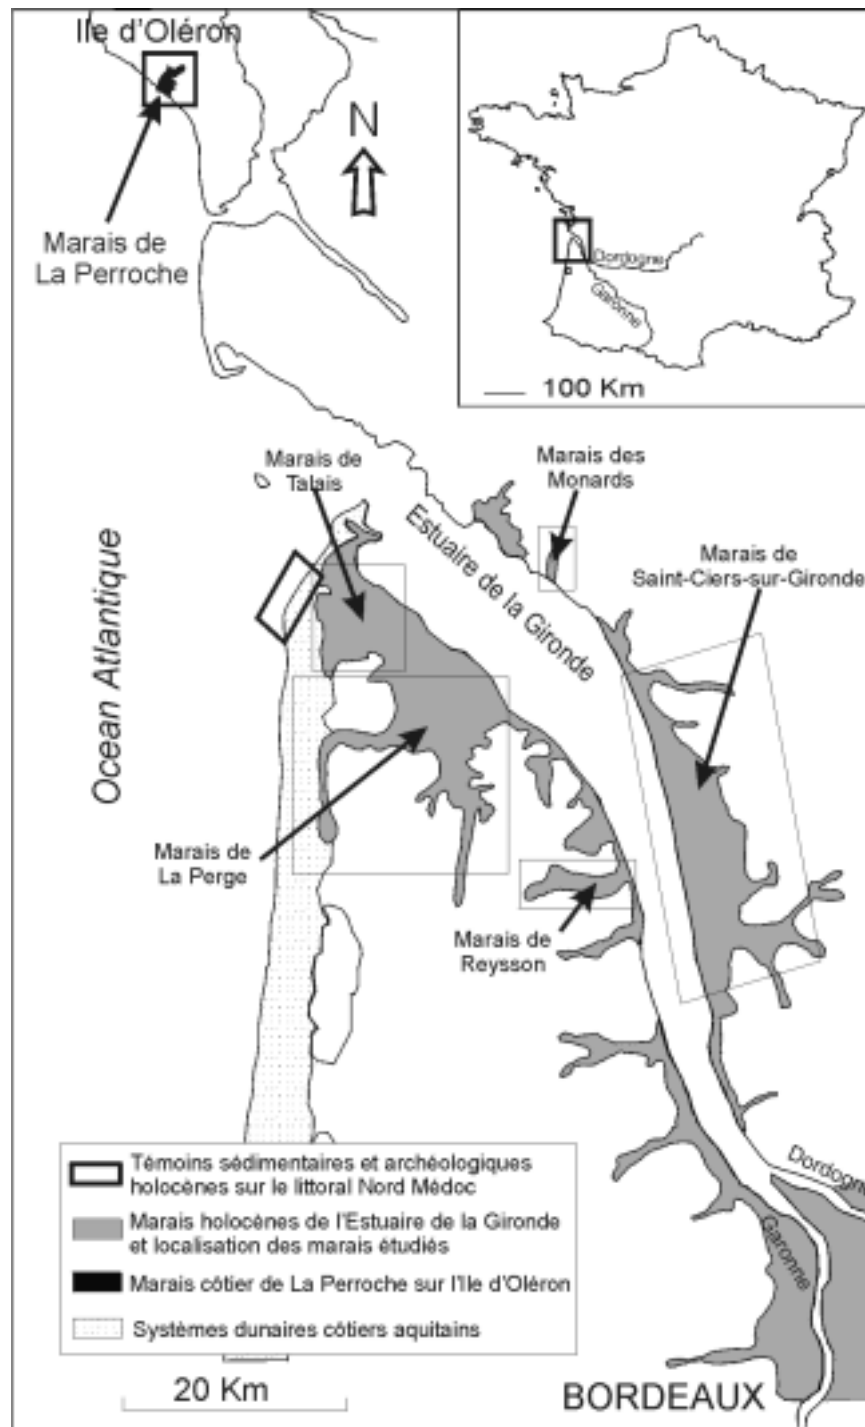 Ile d'Oléron
N
Marais de
La Perroche
Dordogne
Garonne
100 Km
Marais de
Talais
Marais des
Monards
Estuaire de la Gironde
Marais de
Saint-Ciers-sur-Gironde
Ocean Atlantique
Marais de
La Perge
Marais de
Reysson
Témoins sédimentaires et archéologiques
holocènes sur le littoral Nord Médoc
Marais holocènes de l'Estuaire de la Gironde
et localisation des marais étudiés
Marais côtier de La Perroche sur l'Ile d'Oléron
Systèmes dunaires côtiers aquitains
Dordogne
Garonne
20 Km
BORDEAUX